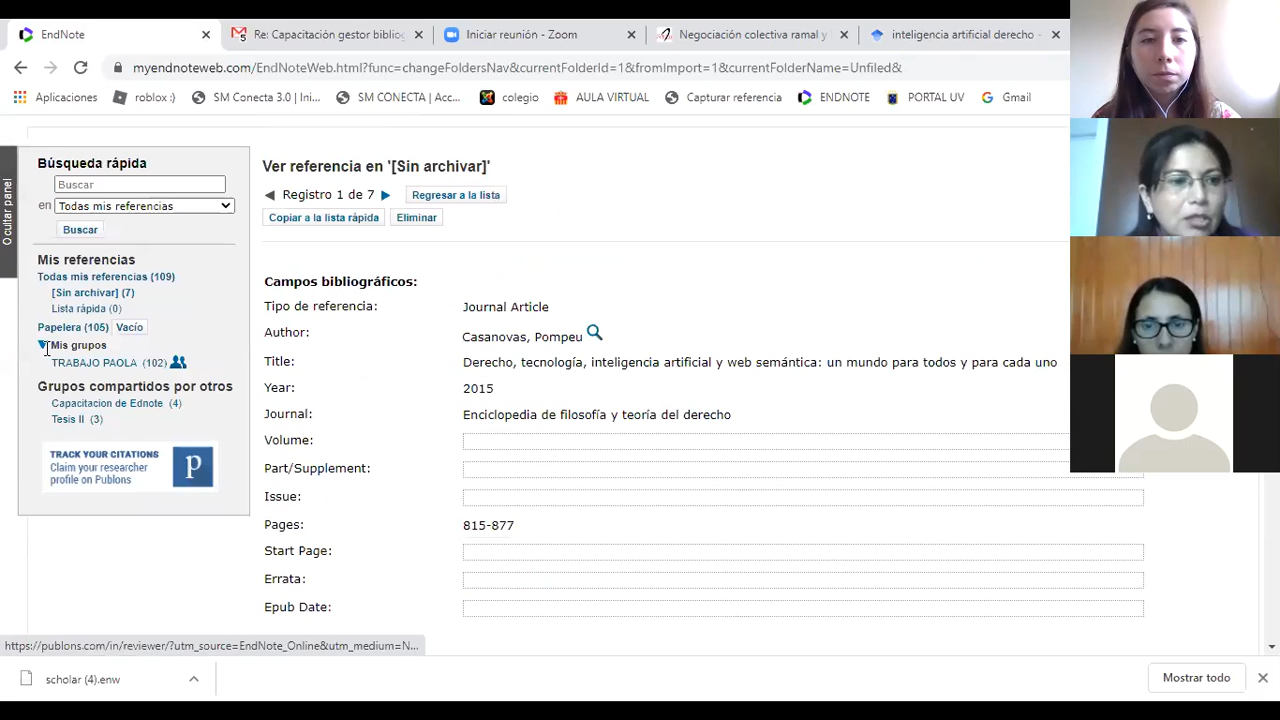 EndNote
Re: Capacitación gestor bibliog
Iniciar reunión - Zoom
Negociación colectiva ramal y
inteligencia artificial derecho -
myendnoteweb.com/EndNoteWeb.html?func=changeFolderNav&currentFolderId=1&fromImport=1&currentFolderName=Unfiled&
Aplicaciones
roblox :)
SM Conecta 3.0 | Ini...
SM CONECTA | Acc...
colegio
AULA VIRTUAL
Capturar referencia
ENDNOTE
PORTAL UV
Gmail
Ocultar panel
Búsqueda rápida
Buscar
en Todas mis referencias
Buscar
Mis referencias
Todas mis referencias (109)
[Sin archivar] (7)
Lista rápida (0)
Papelera (105) Vacío
Mis grupos
TRABAJO PAOLA (102)
Grupos compartidos por otros
Capacitacion de Ednote (4)
Tesis II (3)
TRACK YOUR CITATIONS
Claim your researcher
profile on Publons
p
Ver referencia en '[Sin archivar]'
Registro 1 de 7 Regresar a la lista
Copiar a la lista rápida Eliminar
Campos bibliográficos:
Tipo de referencia: Journal Article
Author: Casanovas, Pompeu
Title: Derecho, tecnología, inteligencia artificial y web semántica: un mundo para todos y para cada uno
Year: 2015
Journal: Enciclopedia de filosofía y teoría del derecho
Volume:
Part/Supplement:
Issue:
Pages: 815-877
Start Page:
Errata:
Epub Date:
https://publons.com/in/reviewer/?utm_source=EndNote_Online&utm_medium=N...
scholar (4).enw
Mostrar todo